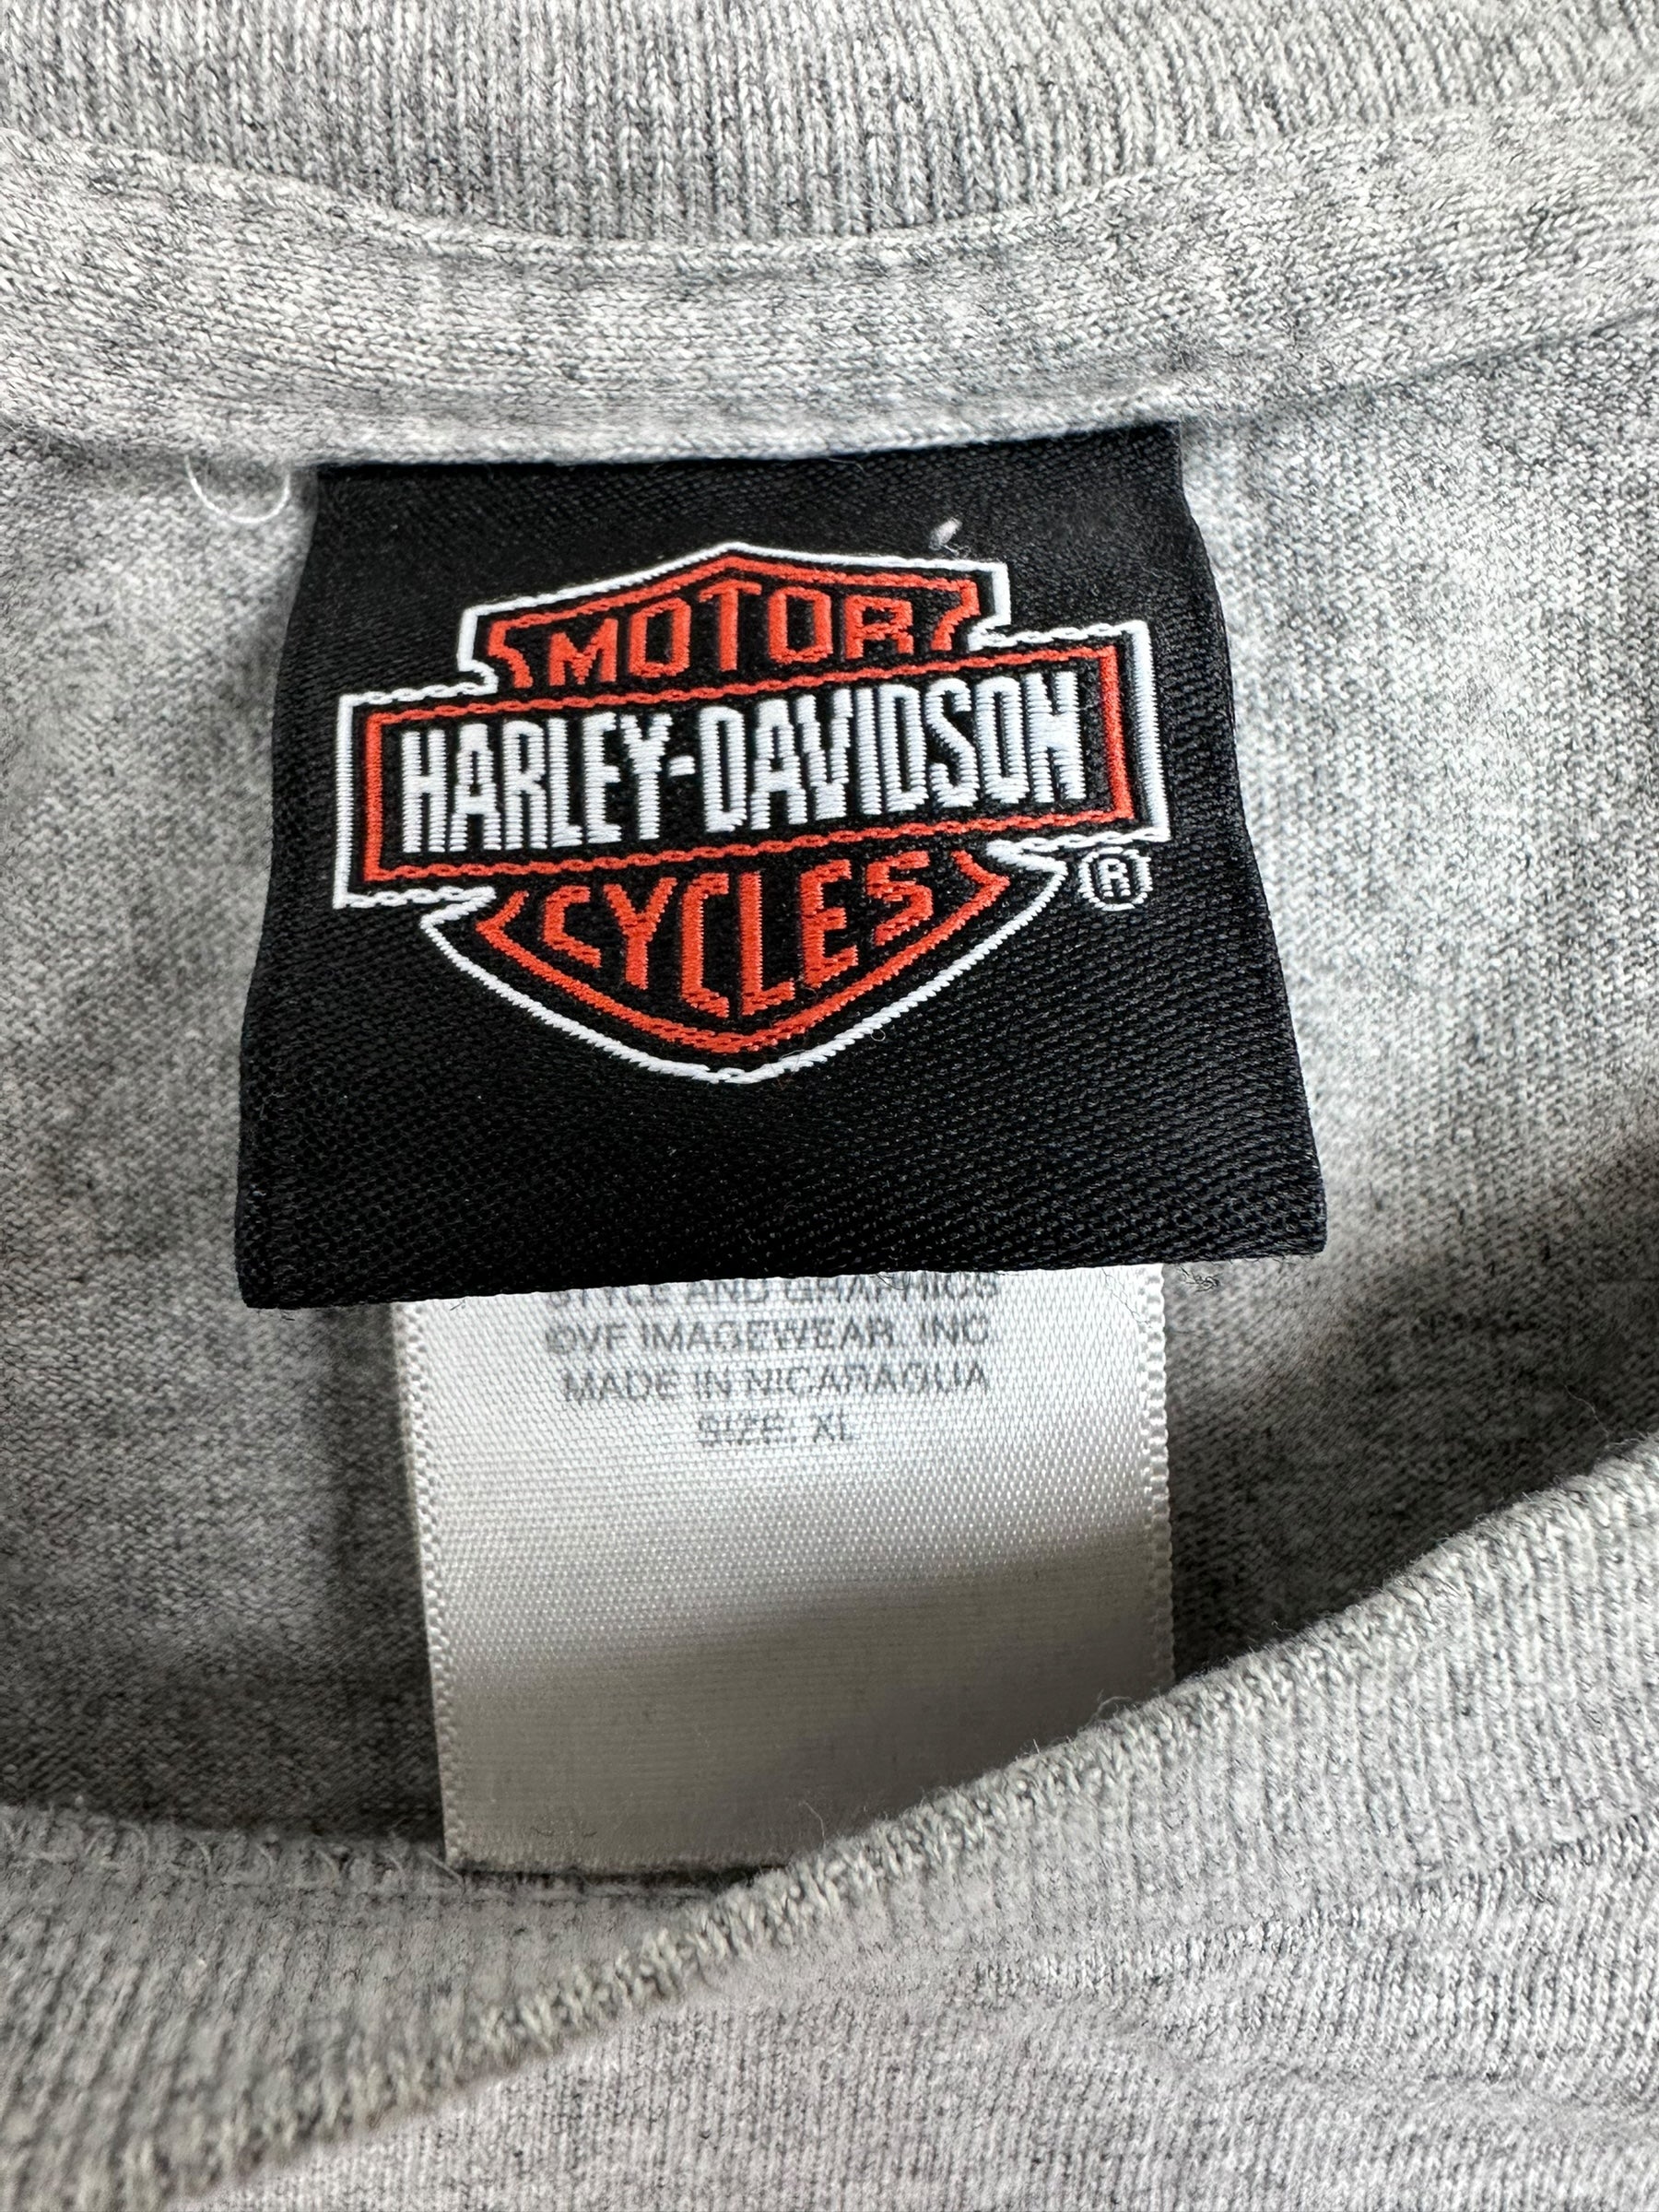 MOTOR
HARLEY-DAVIDSON
CYCLES
®
STYLE AND GRAPHICS
©VF IMAGEWEAR, INC
MADE IN NICARAGUA
SIZE: XL